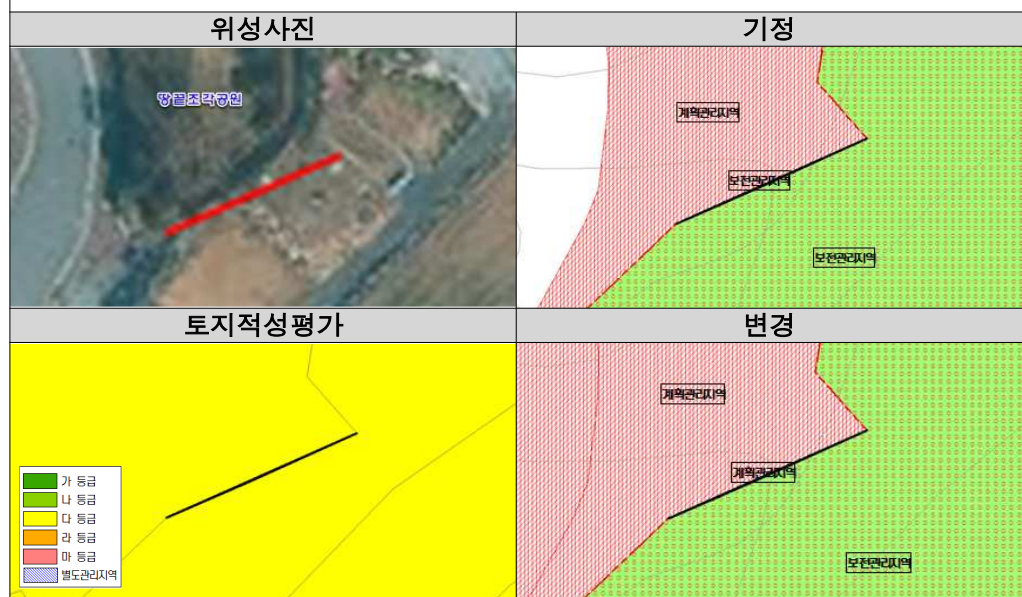 위성사진
기정
땅끝조각공원
계획관리지역
보전관리지역
보전관리지역
토지적성평가
변경
가 등급
나 등급
다 등급
라 등급
마 등급
별도관리지역
계획관리지역
계획관리지역
보전관리지역